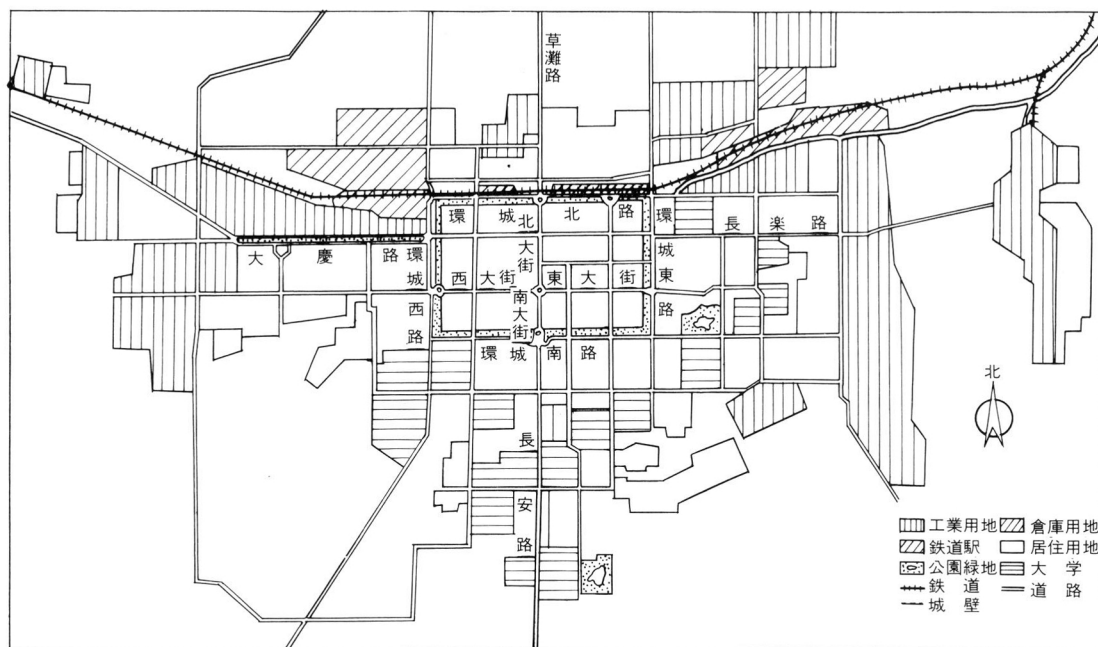 草灘路
環城北路
北大街
環城東路
長楽路
大慶路
環城西路
西大街
東大街
南大街
環城南路
長安路
北
工業用地
倉庫用地
鉄道駅
居住用地
公園緑地
大学
鉄道
道路
城壁